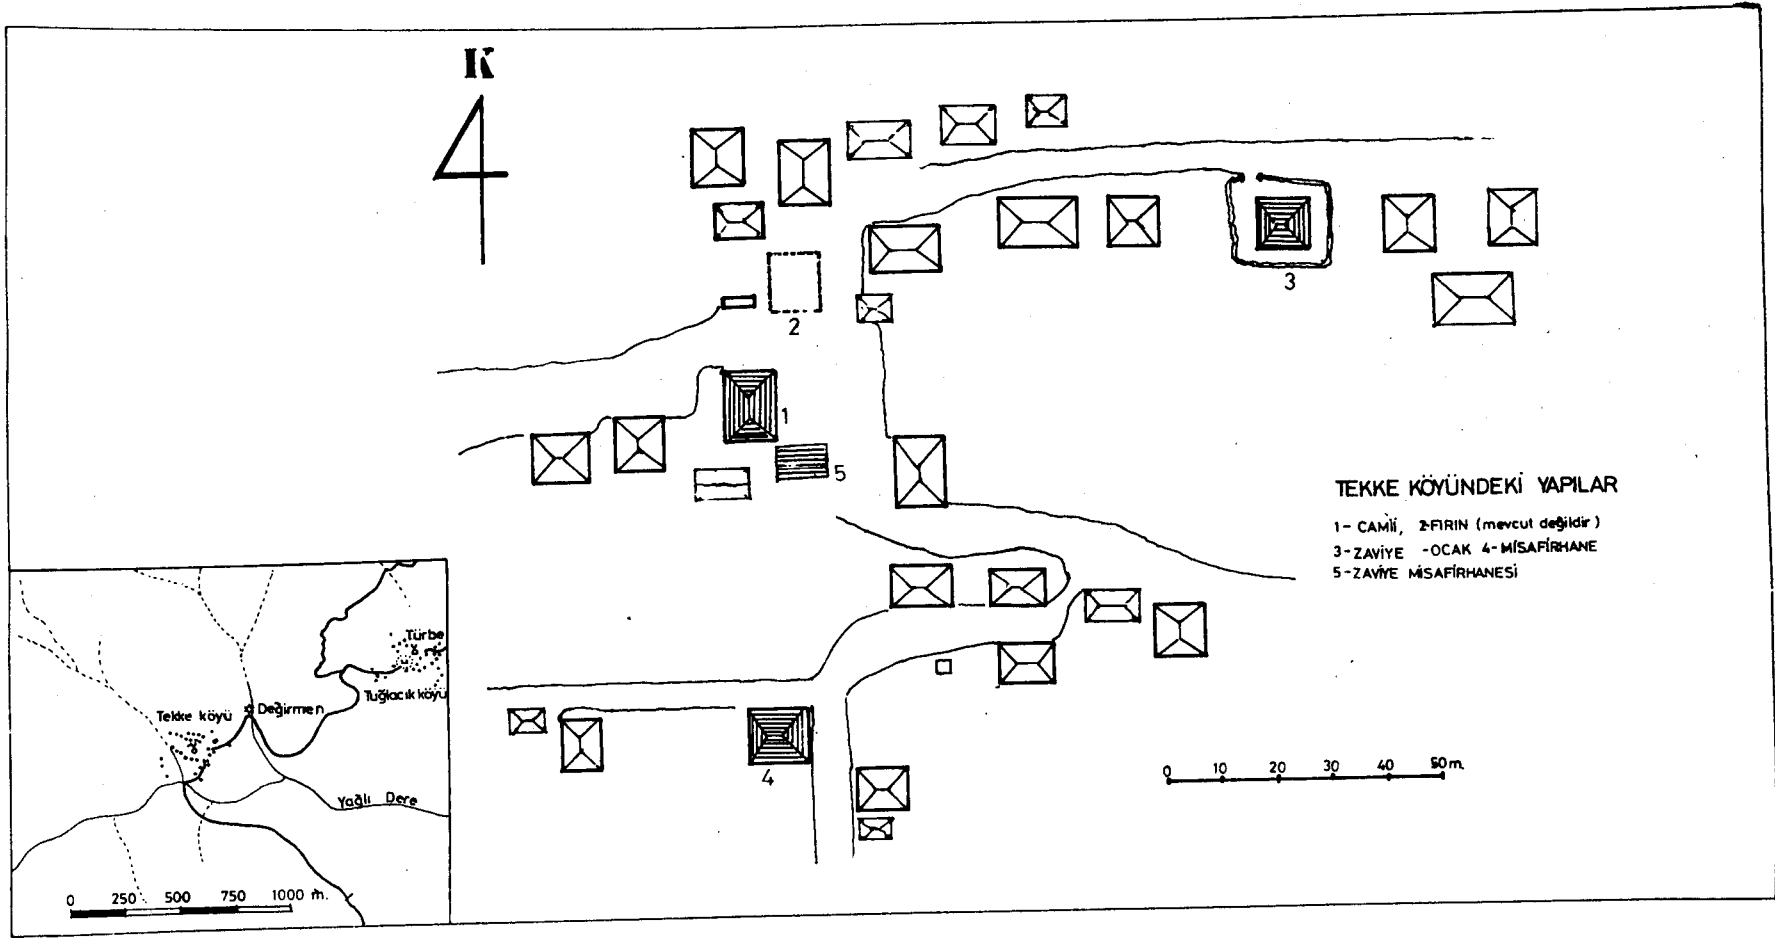 K
2
3
1
5
4
TEKKE KÖYÜNDEKİ YAPILAR
1- CAMİİ, 2-FIRIN (mevcut değildir)
3-ZAVİYE -OCAK 4-MİSAFİRHANE
5-ZAVİYE MİSAFİRHANESİ
0 10 20 30 40 50 m.
Türbe
Tuğlacık köyü
Tekke köyü
Değirmen
Yağlı Dere
0 250 500 750 1000 m.